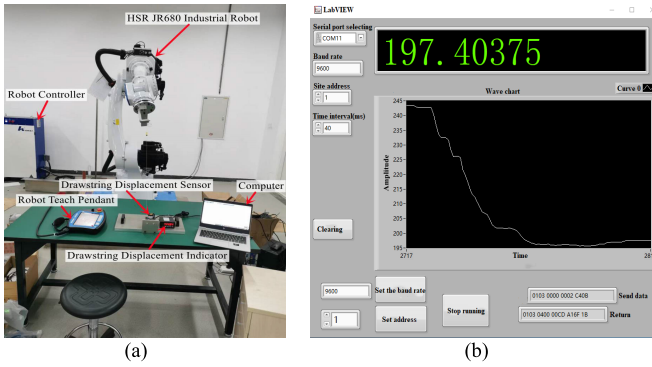 HSR JR680 Industrial Robot
Robot Controller
Drawstring Displacement Sensor
Computer
Robot Teach Pendant
Drawstring Displacement Indicator
(a)
LabVIEW
Serial port selecting
COM11
Baud rate
9600
Site address
1
Time interval(ms)
40
Clearing
197.40375
Wave chart
Curve 0
Amplitude
245
240
235
230
225
220
215
210
205
200
195
2717
Time
281
9600
Set the baud rate
1
Set address
Stop running
0103 0000 0002 C40B
Send data
0103 0400 00CD A16F 1B
Return
(b)